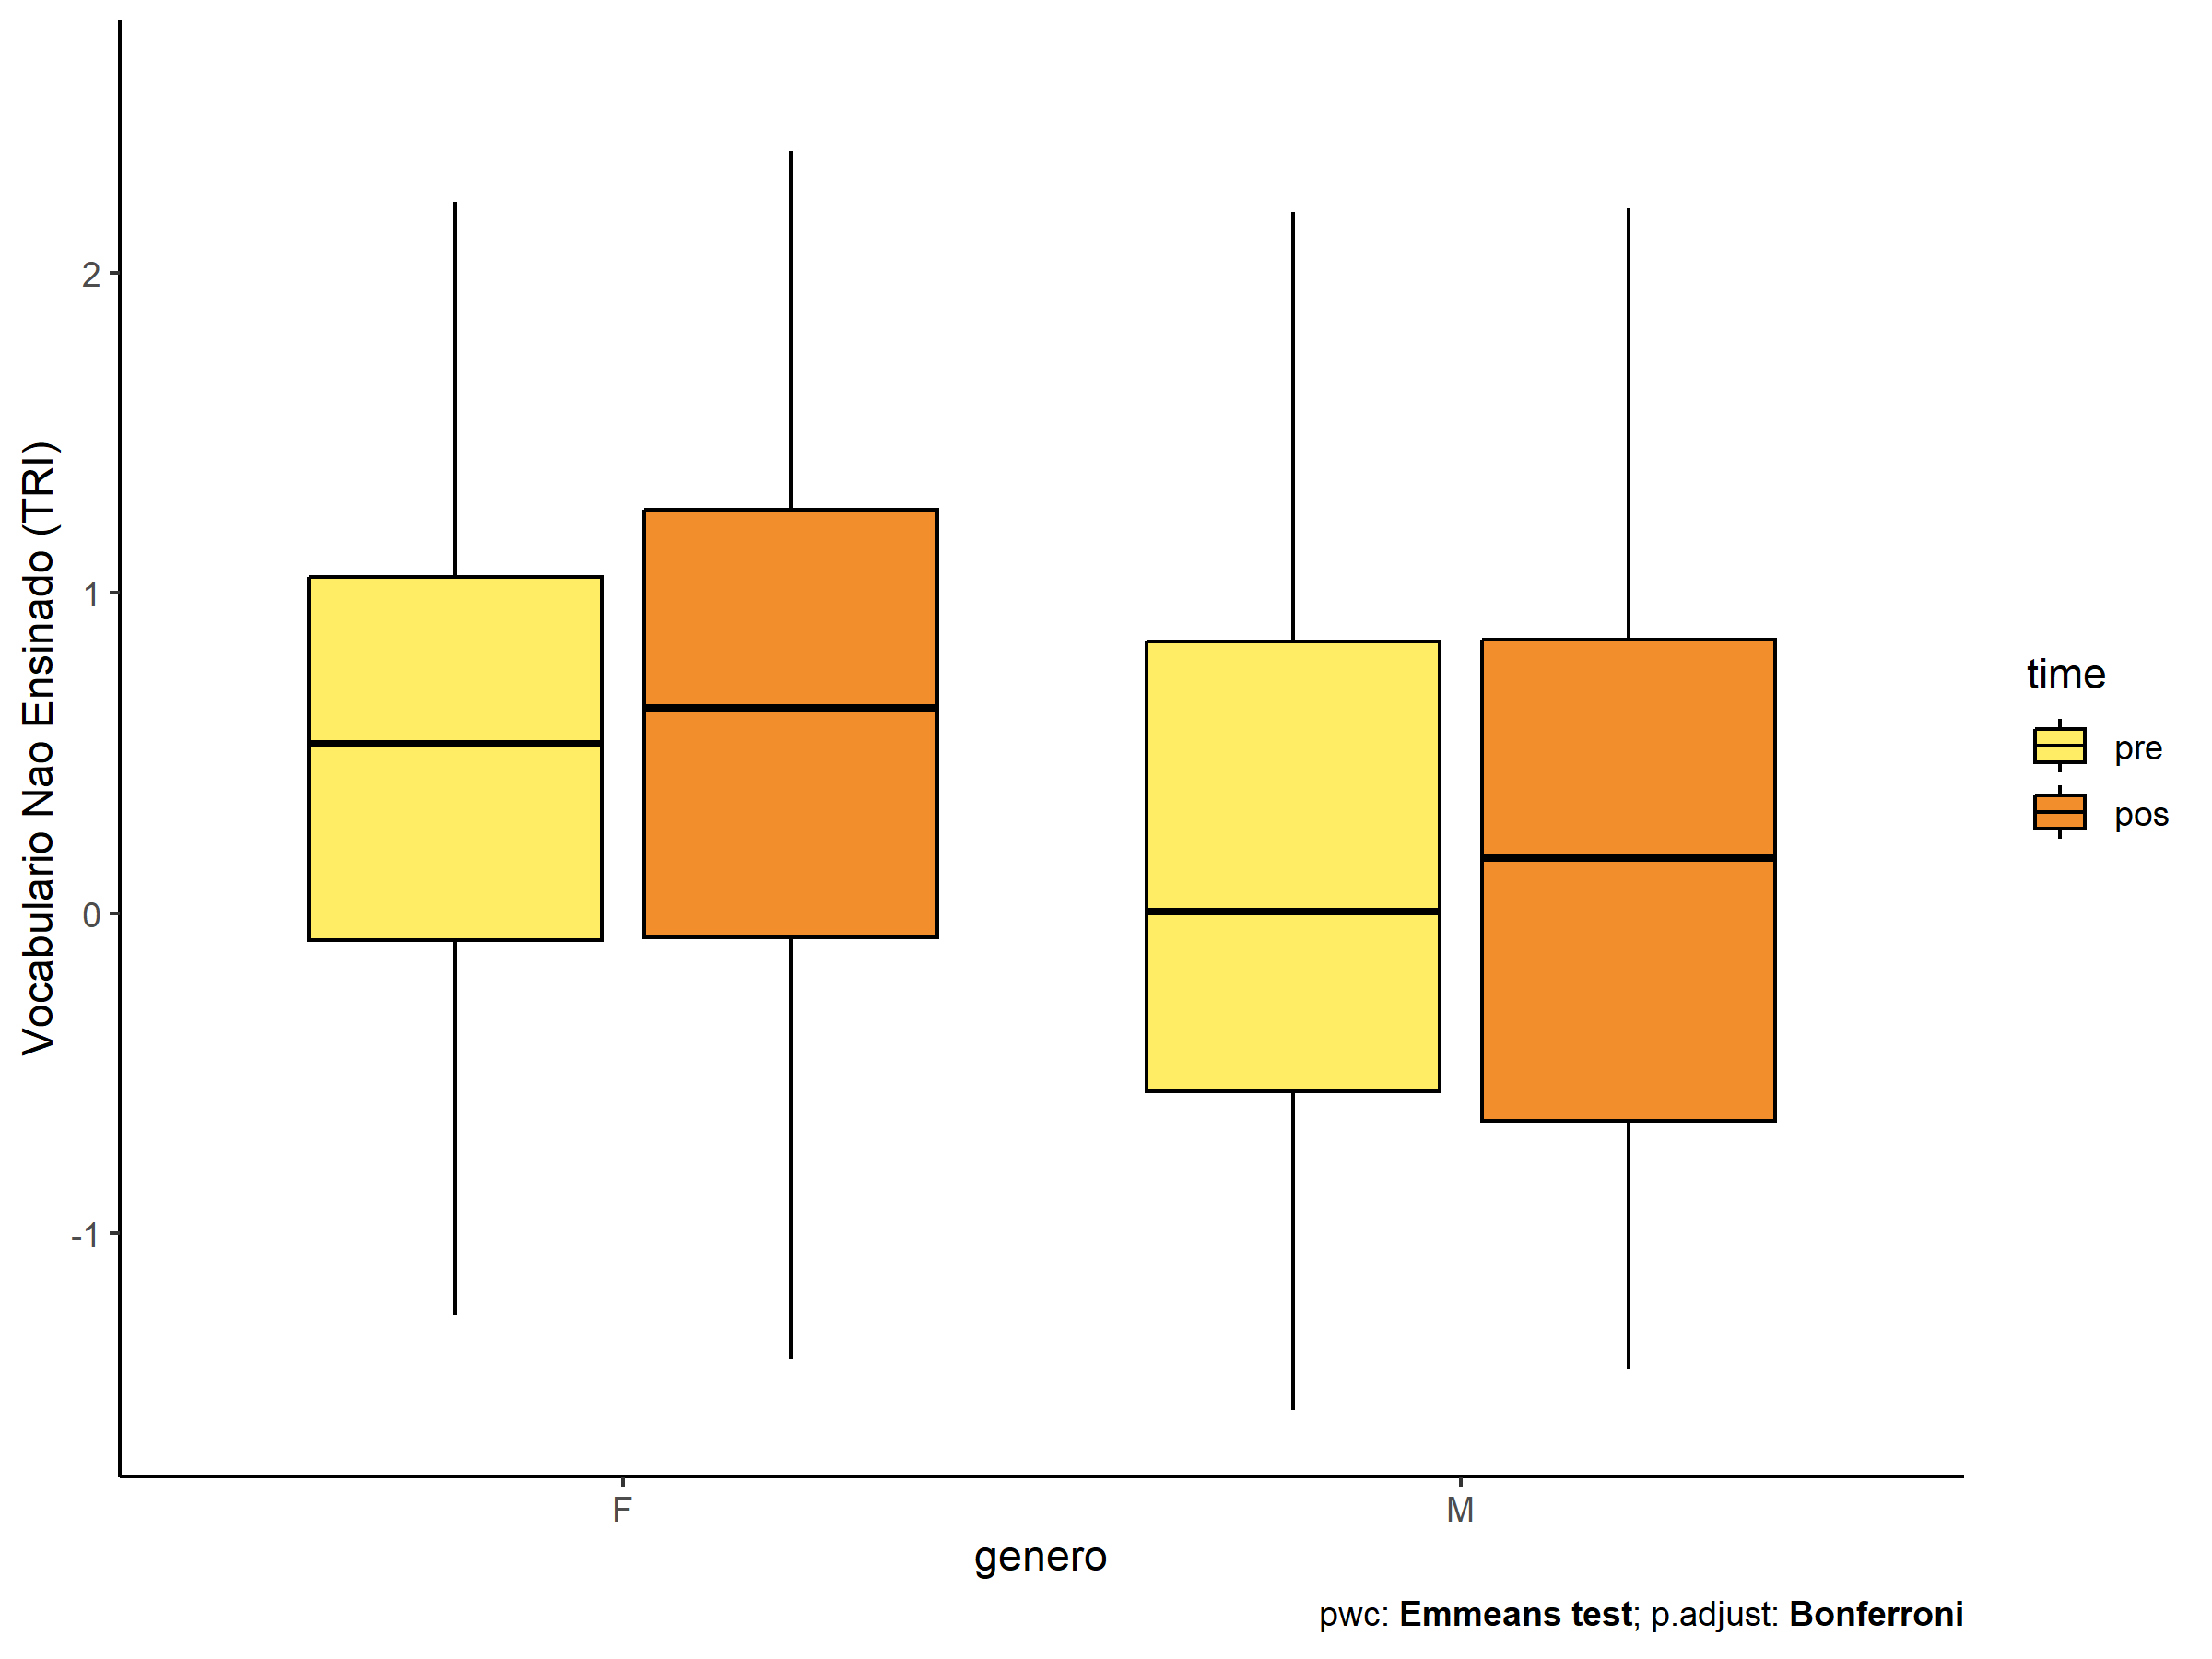 Vocabulario Nao Ensinado (TRI)
2
1
0
-1
F
M
genero
time
pre
pos
pwc: Emmeans test; p.adjust: Bonferroni